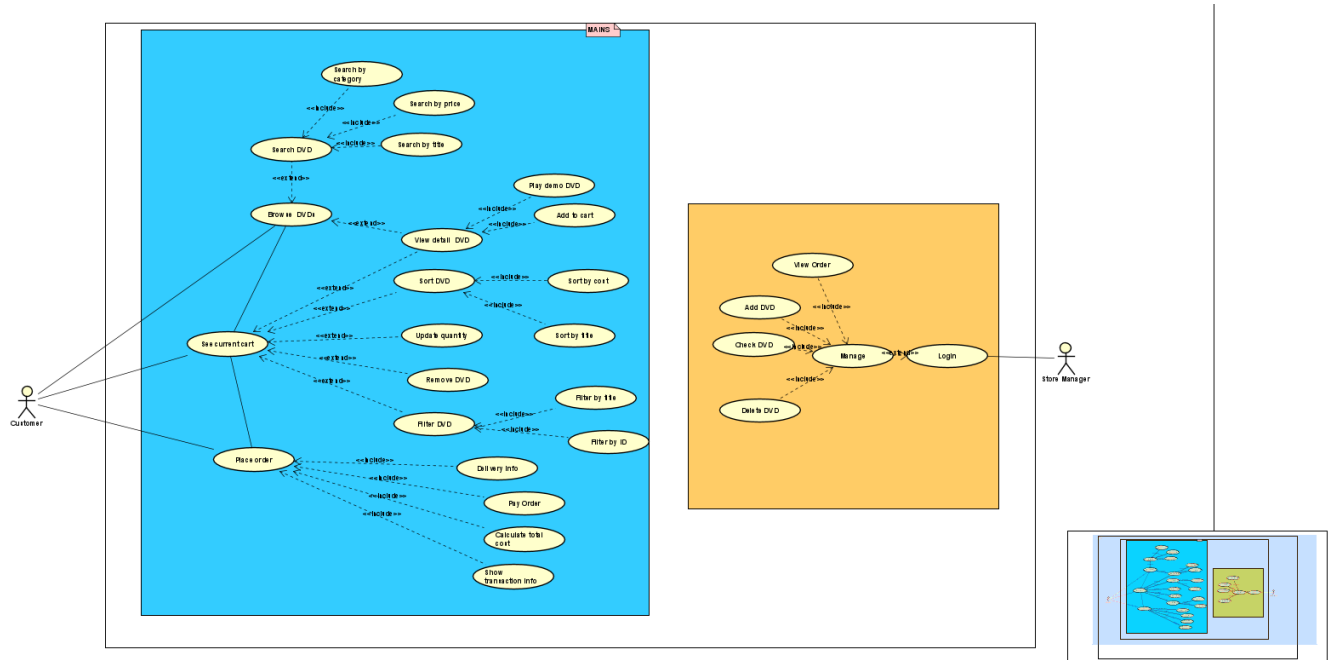 MAINS
Search by
category
<<Include>>
Search by price
<<Include>>
Search DVD
<<Include>>
Search by title
<<extend>>
Play demo DVD
<<Include>>
Browse DVDs
<<extend>>
<<Include>>
Add to cart
View detail DVD
<<extend>>
Sort DVD
<<Include>>
Sort by cost
<<extend>>
<<Include>>
See current cart
<<extend>>
Update quantity
Sort by title
<<extend>>
Remove DVD
<<extend>>
Filter by title
<<Include>>
Filter DVD
<<Include>>
Filter by ID
Customer
Place order
<<Include>>
Delivery Info
<<Include>>
Pay Order
<<Include>>
<<Include>>
Calculate total
cost
Show
transaction info
View Order
<<Include>>
Add DVD
<<Include>>
Check DVD
<<Include>>
Manage
<<extend>>
Login
<<Include>>
Delete DVD
Store Manager